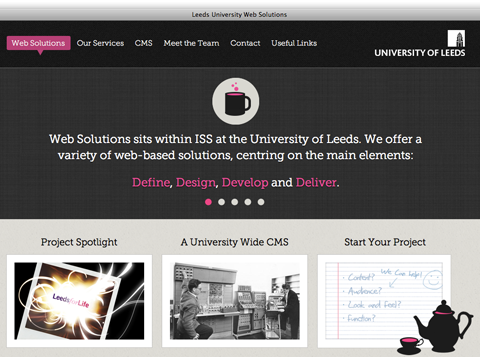 Leeds University Web Solutions
Web Solutions Our Services CMS Meet the Team Contact Useful Links
UNIVERSITY OF LEEDS
Web Solutions sits within ISS at the University of Leeds. We offer a
variety of web-based solutions, centring on the main elements:
Define, Design, Develop and Deliver.
Project Spotlight
A University Wide CMS
Start Your Project
LeedsforLife
We Can help!
· Content?
· Audience?
· Look and feel?
· Function?